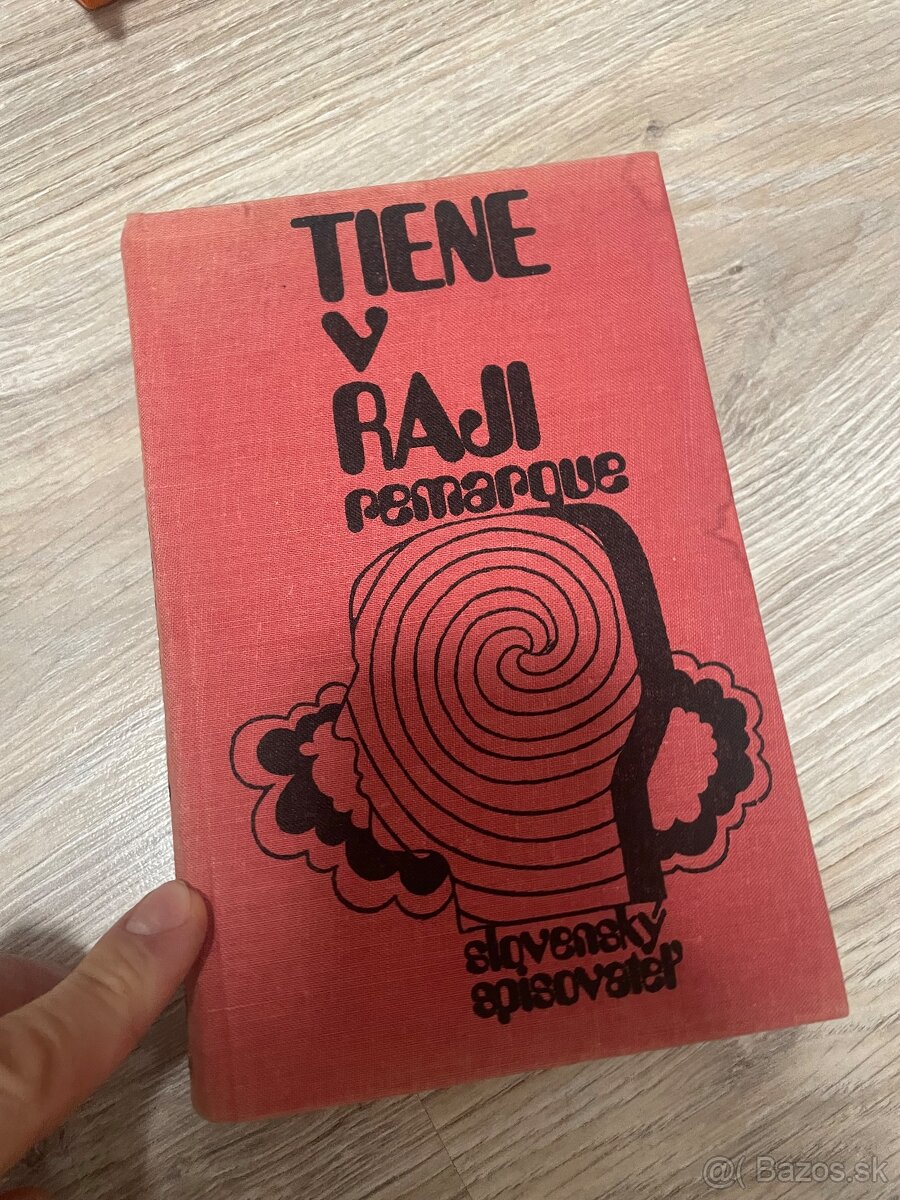 TIENE
V
RAJI
remarque
slovenský
spisovateľ
@( Bazos.sk